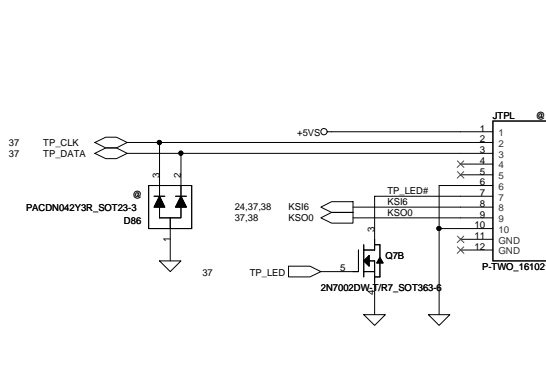 JTPL @
+5VS 1 1
37 TP_CLK 2 2
37 TP_DATA 3 3
4 4
5 5
6 6
TP_LED# 7 7
24,37,38 KSI6 KSI6 8 8
37,38 KSO0 KSO0 9 9
10 10
11 GND
12 GND
P-TWO_16102
3 2
@
PACDN042Y3R_SOT23-3
D86
1
3
Q7B
37 TP_LED 5
2N7002DW-T/R7_SOT363-6
4